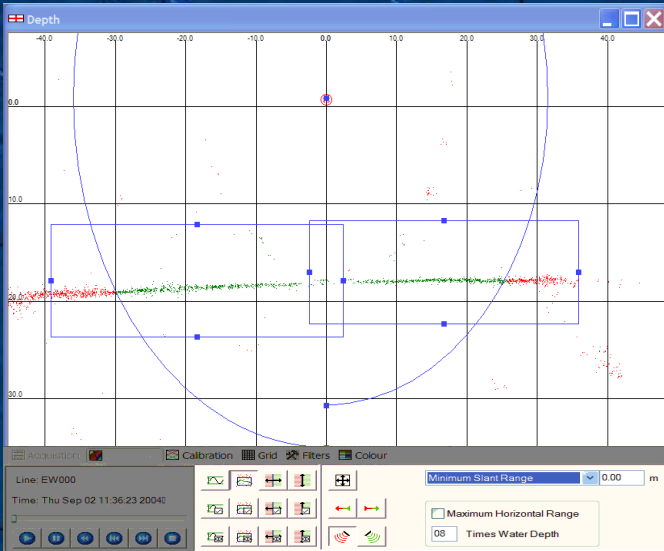 Depth
-40.0 -30.0 -20.0 -10.0 0.0 10.0 20.0 30.0 40.0
0.0
10.0
20.0
30.0
Acquisition
Calibration Grid Filters Colour
Line: EW000
Time: Thu Sep 02 11:36:23 20040
Minimum Slant Range 0.00 m
Maximum Horizontal Range
08 Times Water Depth